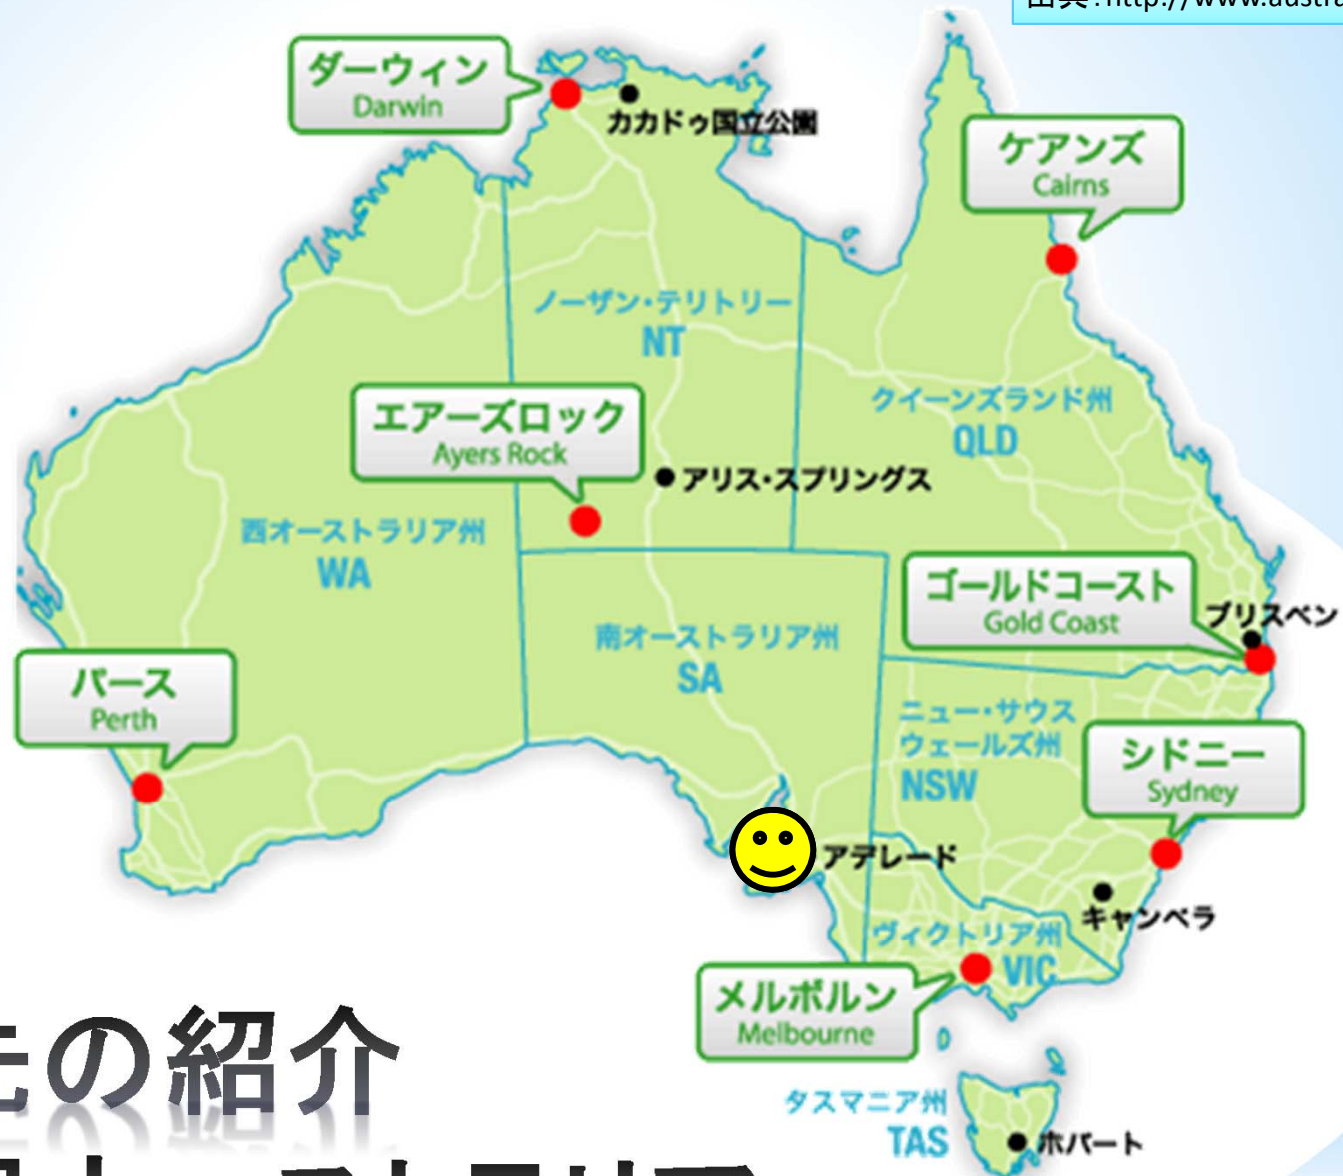 出典：http://www.austra
ダーウィン
Darwin
カカドゥ国立公園
ケアンズ
Cairns
ノーザン・テリトリー
NT
クイーンズランド州
QLD
エアーズロック
Ayers Rock
アリス・スプリングス
西オーストラリア州
WA
ゴールドコースト
Gold Coast
ブリスベン
南オーストラリア州
SA
パース
Perth
ニュー・サウス
ウェールズ州
NSW
シドニー
Sydney
アデレード
キャンベラ
ヴィクトリア州
VIC
メルボルン
Melbourne
タスマニア州
TAS
ホバート
先の紹介